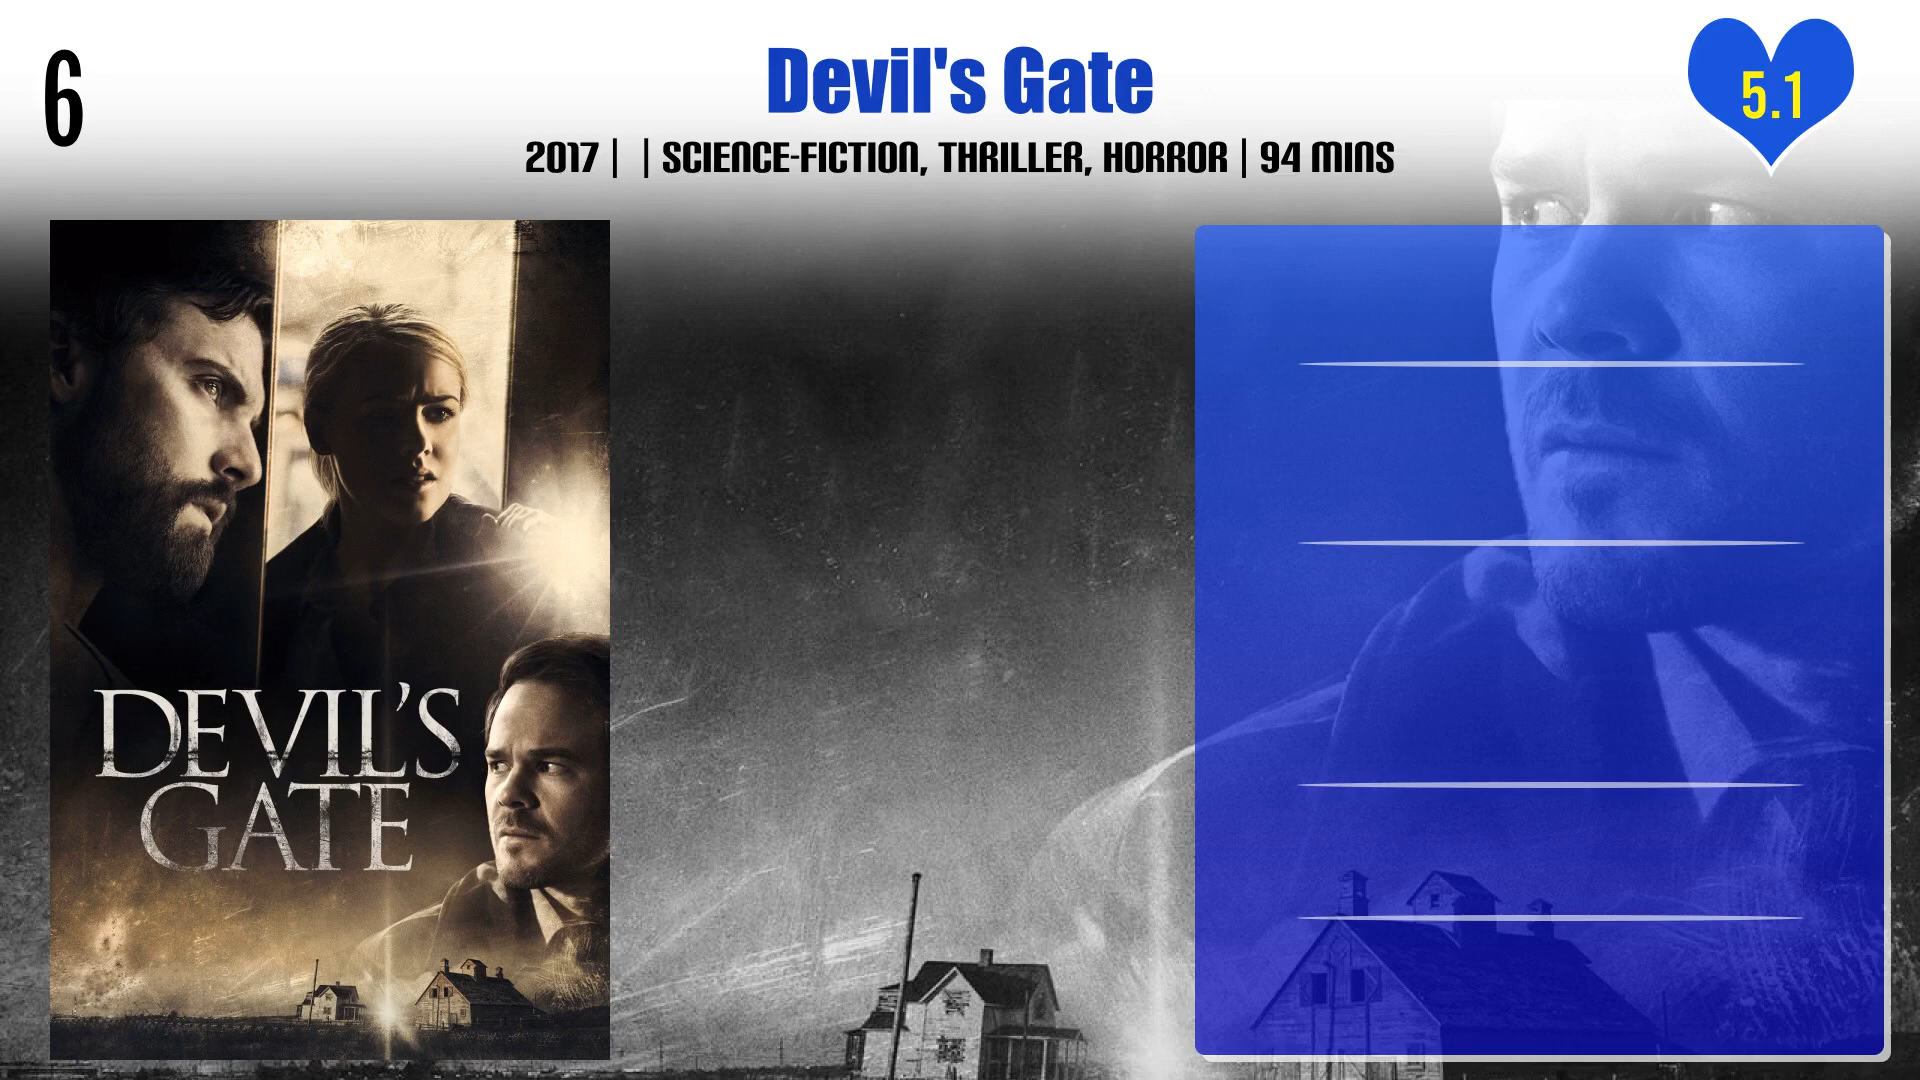 6
Devil's Gate
5.1
2017 | | SCIENCE-FICTION, THRILLER, HORROR | 94 MINS
DEVIL'S
GATE